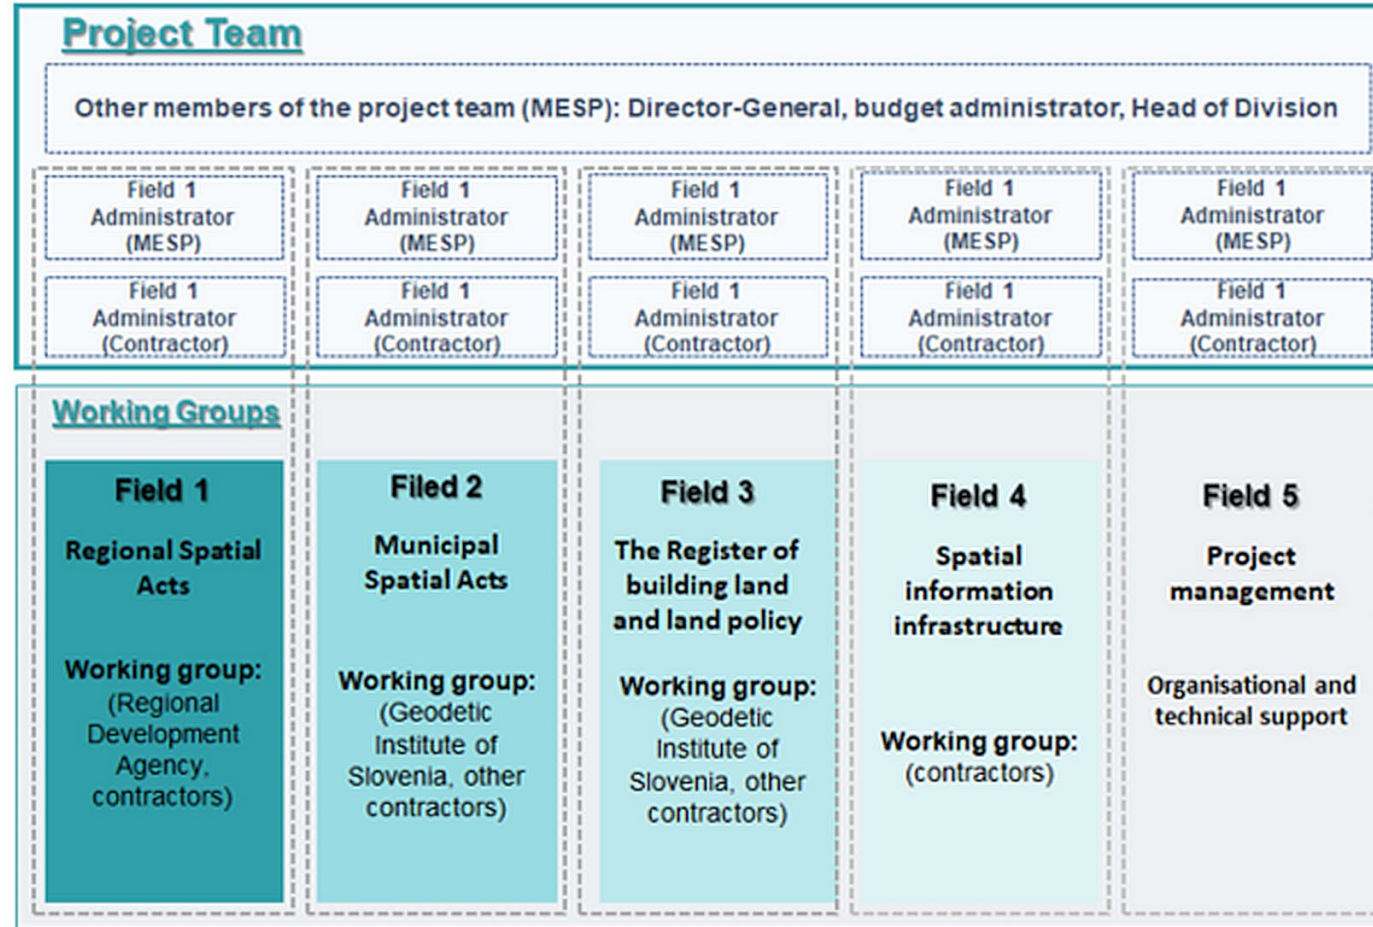 Project Team
Other members of the project team (MESP): Director-General, budget administrator, Head of Division
Field 1
Administrator
(MESP)
Field 1
Administrator
(MESP)
Field 1
Administrator
(MESP)
Field 1
Administrator
(MESP)
Field 1
Administrator
(MESP)
Field 1
Administrator
(Contractor)
Field 1
Administrator
(Contractor)
Field 1
Administrator
(Contractor)
Field 1
Administrator
(Contractor)
Field 1
Administrator
(Contractor)
Working Groups
Field 1
Regional Spatial
Acts
Working group:
(Regional
Development
Agency,
contractors)
Filed 2
Municipal
Spatial Acts
Working group:
(Geodetic
Institute of
Slovenia, other
contractors)
Field 3
The Register of
building land
and land policy
Working group:
(Geodetic
Institute of
Slovenia, other
contractors)
Field 4
Spatial
information
infrastructure
Working group:
(contractors)
Field 5
Project
management
Organisational and
technical support